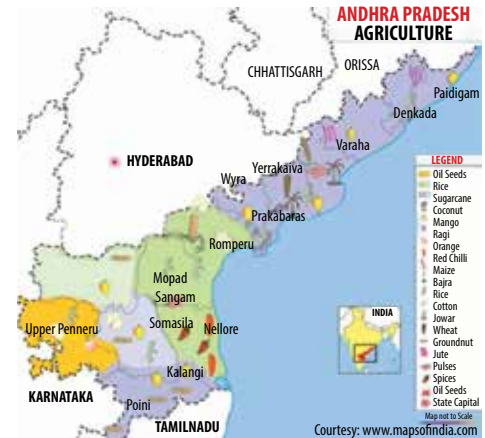 ANDHRA PRADESH
AGRICULTURE
CHHATTISGARH
ORISSA
Paidigam
Denkada
Varaha
HYDERABAD
Yerrakaiva
Wyra
Prakabaras
Romperu
Mopad
Sangam
Somasila
Nellore
Upper Penneru
Kalangi
KARNATAKA
Poini
TAMILNADU
LEGEND
Oil Seeds
Rice
Sugarcane
Coconut
Mango
Ragi
Orange
Red Chilli
Maize
Bajra
Rice
Cotton
Jowar
Wheat
Groundnut
Jute
Pulses
Spices
Oil Seeds
State Capital
Map not to Scale
INDIA
Courtesy: www.mapsofindia.com